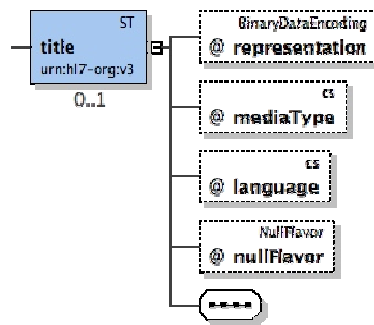 ST
title
urn:hl7-org:v3
0..1
BinaryDataEncoding
@ representation
cs
@ mediaType
cs
@ language
NullFlavor
@ nullFlavor